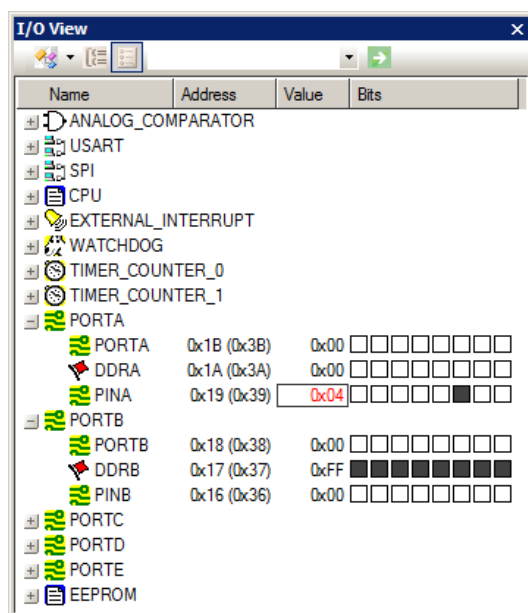 I/O View
Name Address Value Bits
ANALOG_COMPARATOR
USART
SPI
CPU
EXTERNAL_INTERRUPT
WATCHDOG
TIMER_COUNTER_0
TIMER_COUNTER_1
PORTA
PORTA 0x1B (0x3B) 0x00
DDRA 0x1A (0x3A) 0x00
PINA 0x19 (0x39) 0x04
PORTB
PORTB 0x18 (0x38) 0x00
DDRB 0x17 (0x37) 0xFF
PINB 0x16 (0x36) 0x00
PORTC
PORTD
PORTE
EEPROM